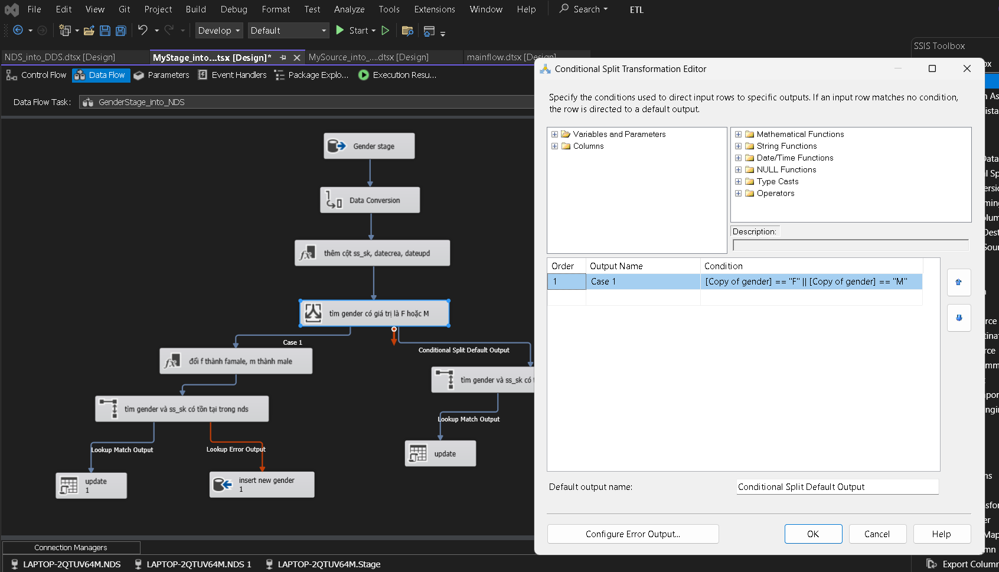 File Edit View Git Project Build Debug Format Test Analyze Tools Extensions Window Help Search ETL
Develop Default Start
SSIS Toolbox
NDS_into_DDS.dtsx [Design] MyStage_into...tsx [Design]* MySource_into_....dtsx [Design] mainflow.dtsx [Design]
Control Flow Data Flow Parameters Event Handlers Package Explo... Execution Resu...
Data Flow Task: GenderStage_into_NDS
Gender stage
Data Conversion
thêm cột ss_sk, datecrea, dateupd
tìm gender có giá trị là F hoặc M
Case 1
Conditional Split Default Output
đổi f thành famale, m thành male
tìm gender và ss_sk có t
tìm gender và ss_sk có tồn tại trong nds
Lookup Match Output
Lookup Match Output
Lookup Error Output
update
update
1
insert new gender
1
Connection Managers
LAPTOP-2QTUV64M.NDS LAPTOP-2QTUV64M.NDS 1 LAPTOP-2QTUV64M.Stage
Conditional Split Transformation Editor
Specify the conditions used to direct input rows to specific outputs. If an input row matches no condition,
the row is directed to a default output.
Variables and Parameters
Columns
Mathematical Functions
String Functions
Date/Time Functions
NULL Functions
Type Casts
Operators
Description:
Order Output Name Condition
1 Case 1 [Copy of gender] == "F" || [Copy of gender] == "M"
Default output name: Conditional Split Default Output
Configure Error Output... OK Cancel Help
Export Column